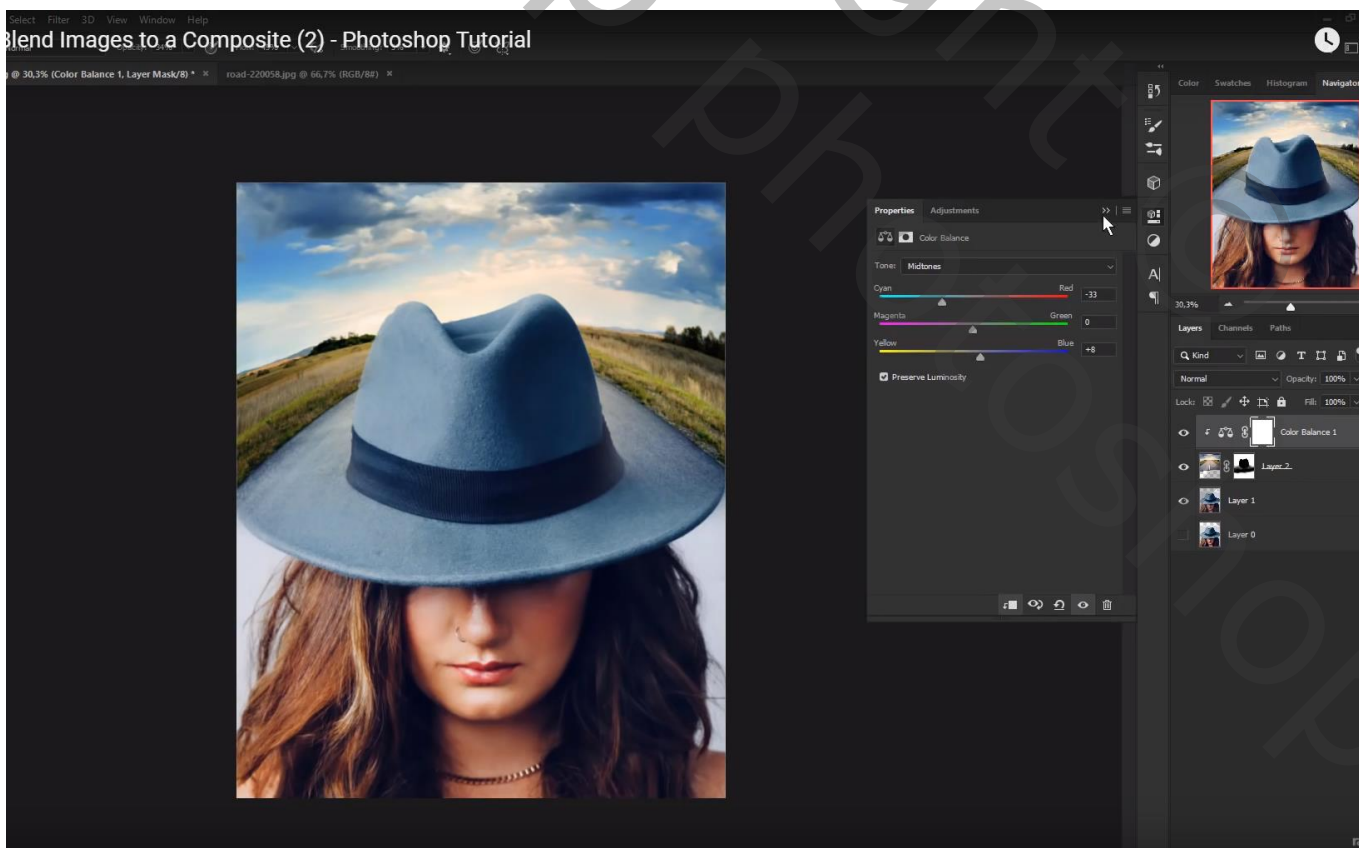 Select Filter 3D View Window Help
Blend Images to a Composite (2) - Photoshop Tutorial
@ 30,3% (Color Balance 1, Layer Mask/8) * ×
road-220058.jpg @ 66,7% (RGB/8#) ×
Color Swatches Histogram Navigator
Properties Adjustments
Color Balance
Tone: Midtones
Cyan Red -33
Magenta Green 0
Yellow Blue +8
Preserve Luminosity
30,3%
Layers Channels Paths
Kind
Normal Opacity: 100%
Lock: Fill: 100%
Color Balance 1
Layer 2
Layer 1
Layer 0
photoshop